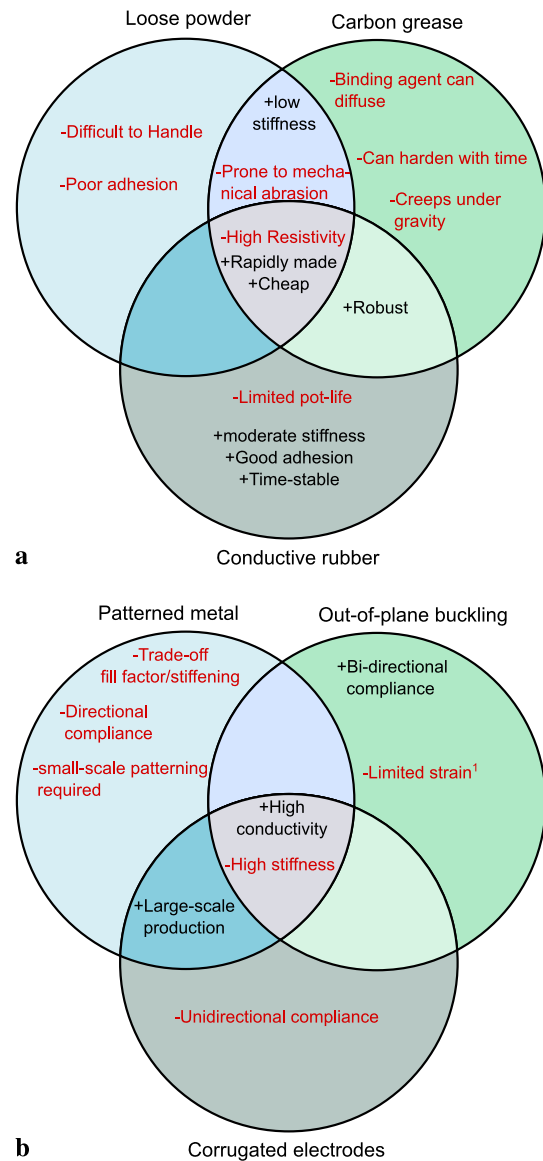 Loose powder
Carbon grease
-Binding agent can
diffuse
+low
stiffness
-Difficult to Handle
-Can harden with time
-Poor adhesion
-Prone to mecha-
nical abrasion
-Creeps under
gravity
-High Resistivity
+Rapidly made
+Cheap
+Robust
-Limited pot-life
+moderate stiffness
+Good adhesion
+Time-stable
a
Conductive rubber
Patterned metal
Out-of-plane buckling
-Trade-off
fill factor/stiffening
+Bi-directional
compliance
-Directional
compliance
-small-scale patterning
required
-Limited strain¹
+High
conductivity
-High stiffness
+Large-scale
production
-Unidirectional compliance
b
Corrugated electrodes